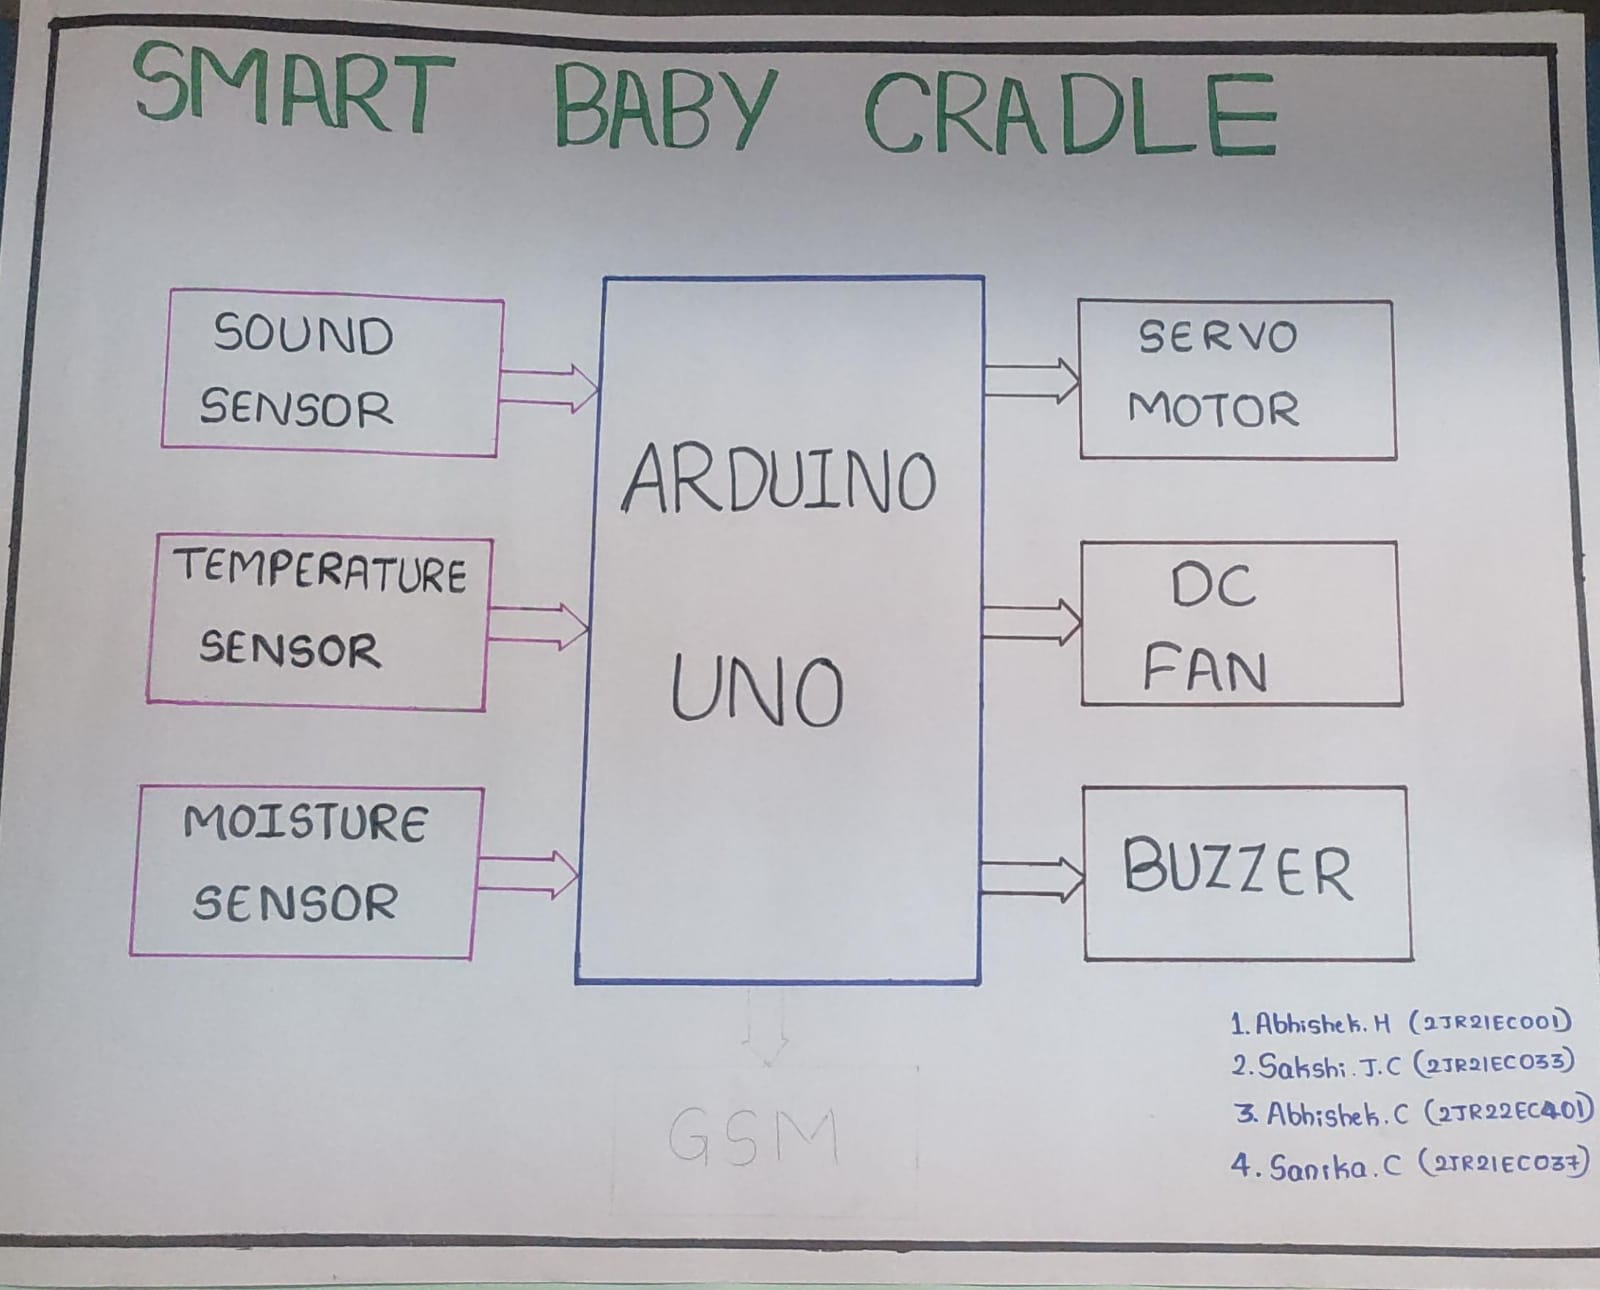 SMART BABY CRADLE
SOUND
SENSOR
TEMPERATURE
SENSOR
MOISTURE
SENSOR
ARDUINO
UNO
SERVO
MOTOR
DC
FAN
BUZZER
GSM
1. Abhishek. H (2JR21EC001)
2. Sakshi. J.C (2JR21EC033)
3. Abhishek. C (2JR22EC401)
4. Sanika. C (2JR21EC037)